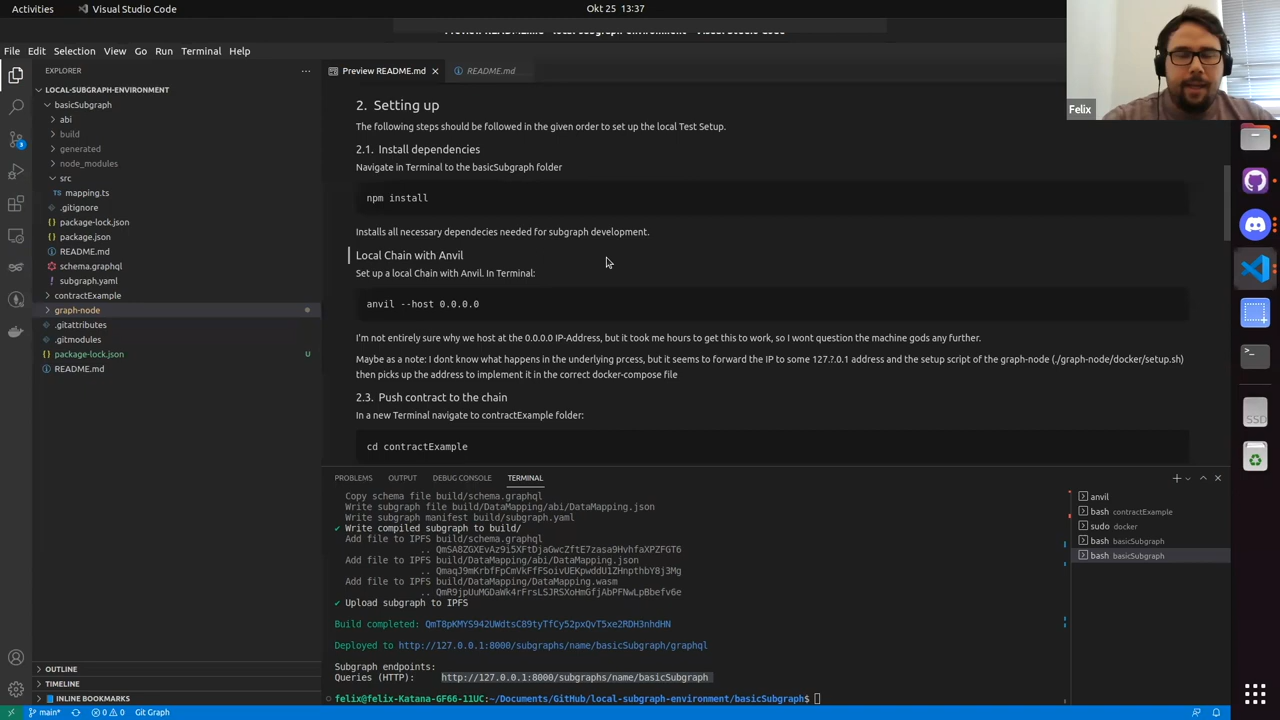 Activities
Visual Studio Code
Okt 25 13:37
File Edit Selection View Go Run Terminal Help
Felix
EXPLORER
LOCAL-SUBGRAPH-ENVIRONMENT
basicSubgraph
abi
build
generated
node_modules
src
mapping.ts
.gitignore
package-lock.json
package.json
README.md
schema.graphql
subgraph.yaml
contractExample
graph-node
.gitattributes
.gitmodules
package-lock.json U
README.md
OUTLINE
TIMELINE
INLINE BOOKMARKS
Preview README.md
README.md
2. Setting up
The following steps should be followed in the given order to set up the local Test Setup.
2.1. Install dependencies
Navigate in Terminal to the basicSubgraph folder
npm install
Installs all necessary dependecies needed for subgraph development.
Local Chain with Anvil
Set up a local Chain with Anvil. In Terminal:
anvil --host 0.0.0.0
I'm not entirely sure why we host at the 0.0.0.0 IP-Address, but it took me hours to get this to work, so I wont question the machine gods any further.
Maybe as a note: I dont know what happens in the underlying prcess, but it seems to forward the IP to some 127.?.0.1 address and the setup script of the graph-node (./graph-node/docker/setup.sh)
then picks up the address to implement it in the correct docker-compose file
2.3. Push contract to the chain
In a new Terminal navigate to contractExample folder:
cd contractExample
PROBLEMS OUTPUT DEBUG CONSOLE TERMINAL
Copy schema file build/schema.graphql
Write subgraph file build/DataMapping/abi/DataMapping.json
Write subgraph manifest build/subgraph.yaml
✔ Write compiled subgraph to build/
Add file to IPFS build/schema.graphql
.. QmSA8ZGXEvAz9i5XFtDjaGwcZftE7zasa9HvhfaXPZFGT6
Add file to IPFS build/DataMapping/abi/DataMapping.json
.. QmaqJ9mKrbfFpCmVkFfFSoivUEKpwddU1ZHnpthbY8j3Mg
Add file to IPFS build/DataMapping/DataMapping.wasm
.. QmR9jpUuMGDaWk4rFrsLSJRSXoHmGfjAbPFNwLpBbefv6e
✔ Upload subgraph to IPFS
Build completed: QmT8pKMYS942UWdtsC89tyTfCy52pxQvT5xe2RDH3nhdHN
Deployed to http://127.0.0.1:8000/subgraphs/name/basicSubgraph/graphql
Subgraph endpoints:
Queries (HTTP): http://127.0.0.1:8000/subgraphs/name/basicSubgraph
felix@felix-Katana-GF66-11UC:~/Documents/GitHub/local-subgraph-environment/basicSubgraph$
anvil
bash contractExample
sudo docker
bash basicSubgraph
bash basicSubgraph
main* 0 0 Git Graph